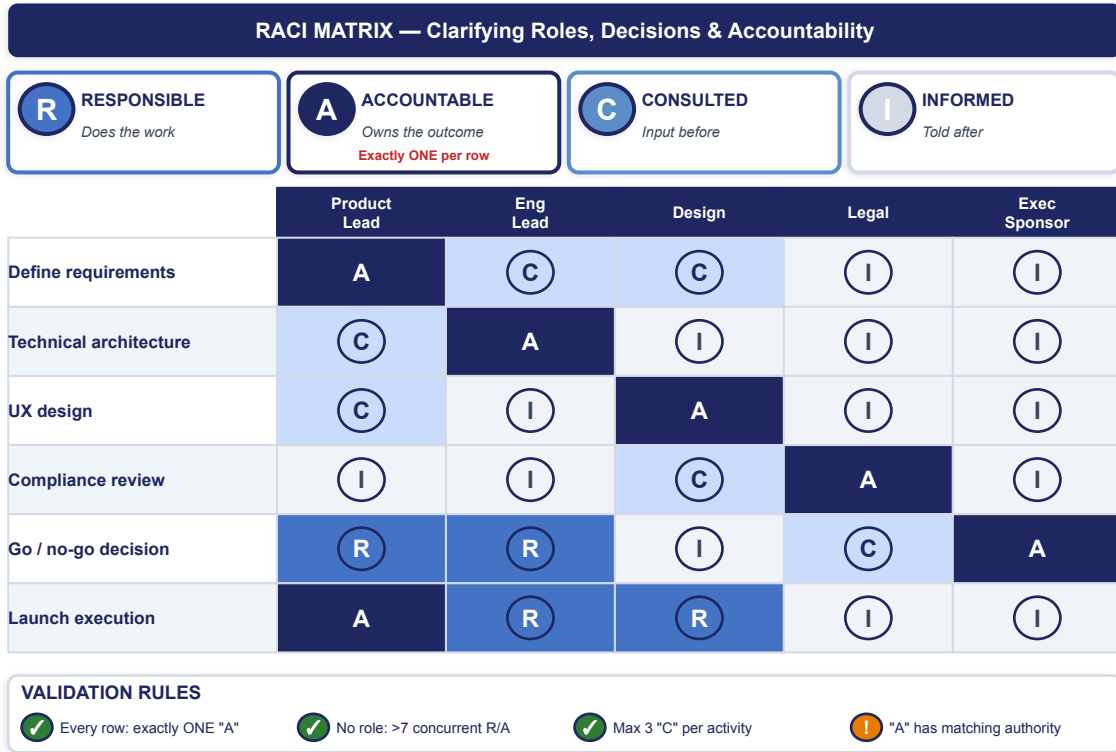 RACI MATRIX — Clarifying Roles, Decisions & Accountability
R RESPONSIBLE
Does the work
A ACCOUNTABLE
Owns the outcome
Exactly ONE per row
C CONSULTED
Input before
I INFORMED
Told after
Product Lead Eng Lead Design Legal Exec Sponsor
Define requirements A C C I I
Technical architecture C A I I I
UX design C I A I I
Compliance review I I C A I
Go / no-go decision R R I C A
Launch execution A R R I I
VALIDATION RULES
✓ Every row: exactly ONE "A" ✓ No role: >7 concurrent R/A ✓ Max 3 "C" per activity ! "A" has matching authority